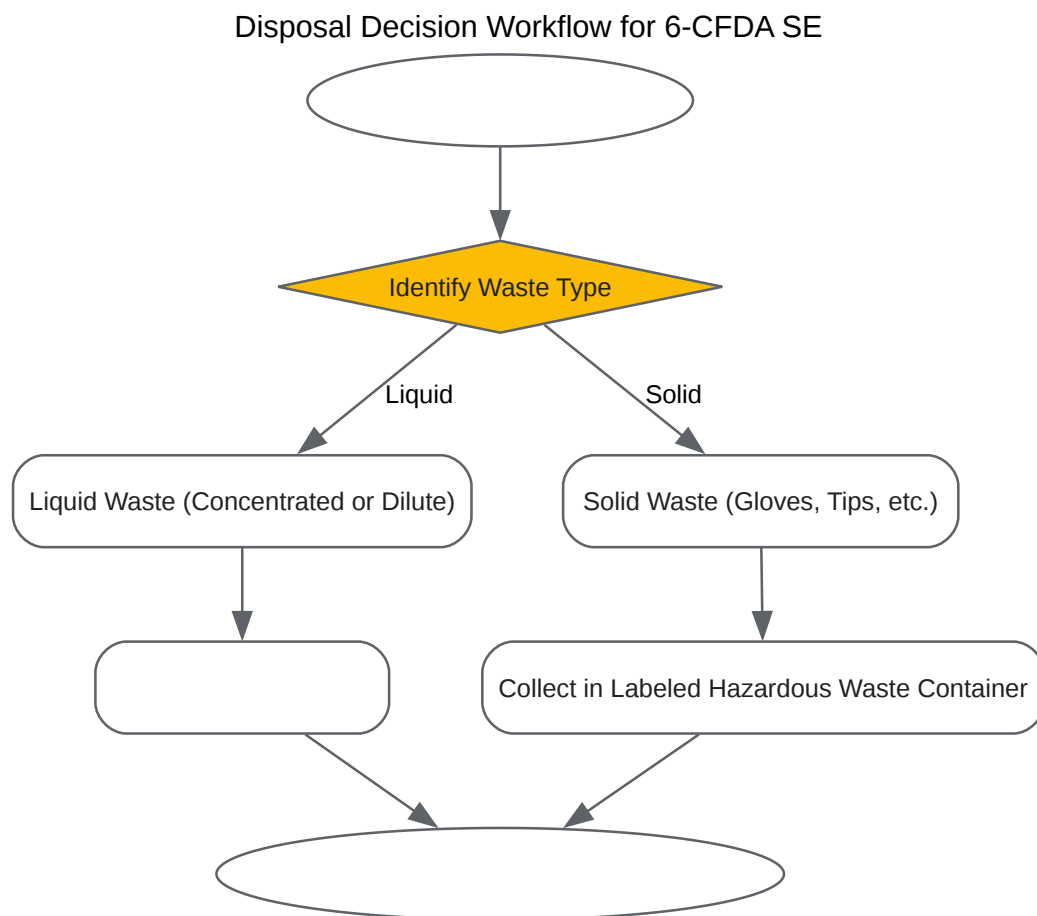 Disposal Decision Workflow for 6-CFDA SE
Identify Waste Type
Liquid
Solid
Liquid Waste (Concentrated or Dilute)
Solid Waste (Gloves, Tips, etc.)
Collect in Labeled Hazardous Waste Container